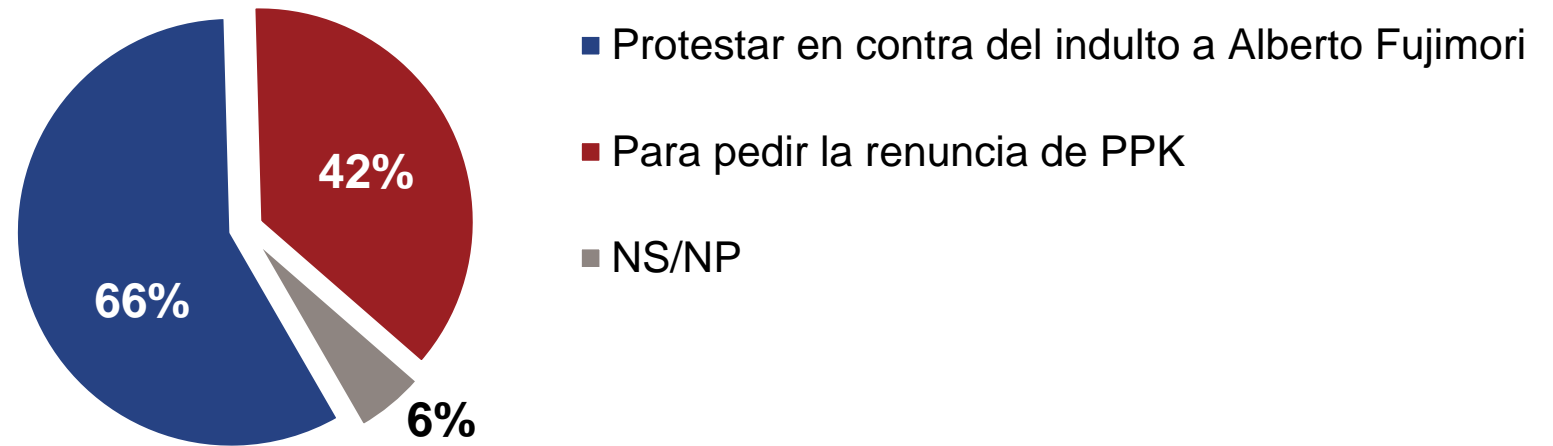 Protestar en contra del indulto a Alberto Fujimori
Para pedir la renuncia de PPK
NS/NP
42%
66%
6%